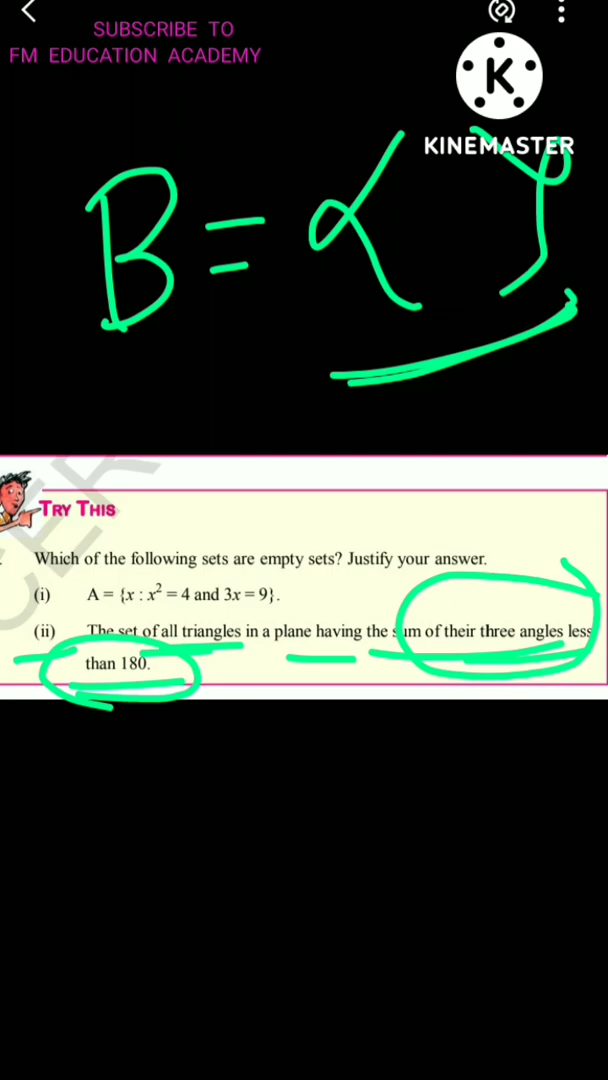 SUBSCRIBE TO
FM EDUCATION ACADEMY
K
KINEMASTER
B = { }
TRY THIS
Which of the following sets are empty sets? Justify your answer.
(i) A = {x : x² = 4 and 3x = 9}.
(ii) The set of all triangles in a plane having the sum of their three angles less
than 180.